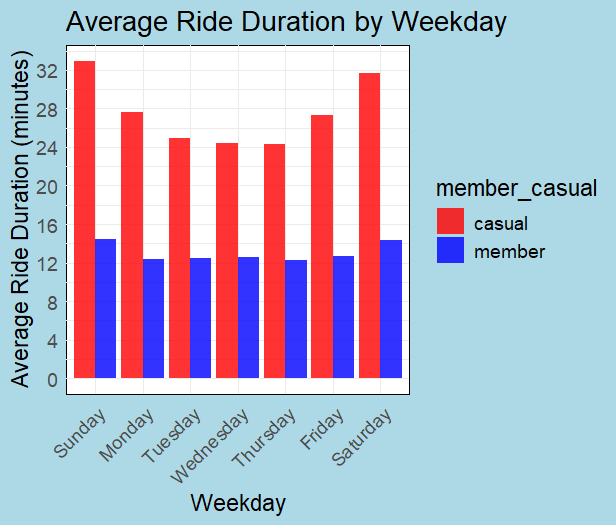 Average Ride Duration by Weekday
Average Ride Duration (minutes)
32
28
24
20
16
12
8
4
0
Sunday
Monday
Tuesday
Wednesday
Thursday
Friday
Saturday
Weekday
member_casual
casual
member